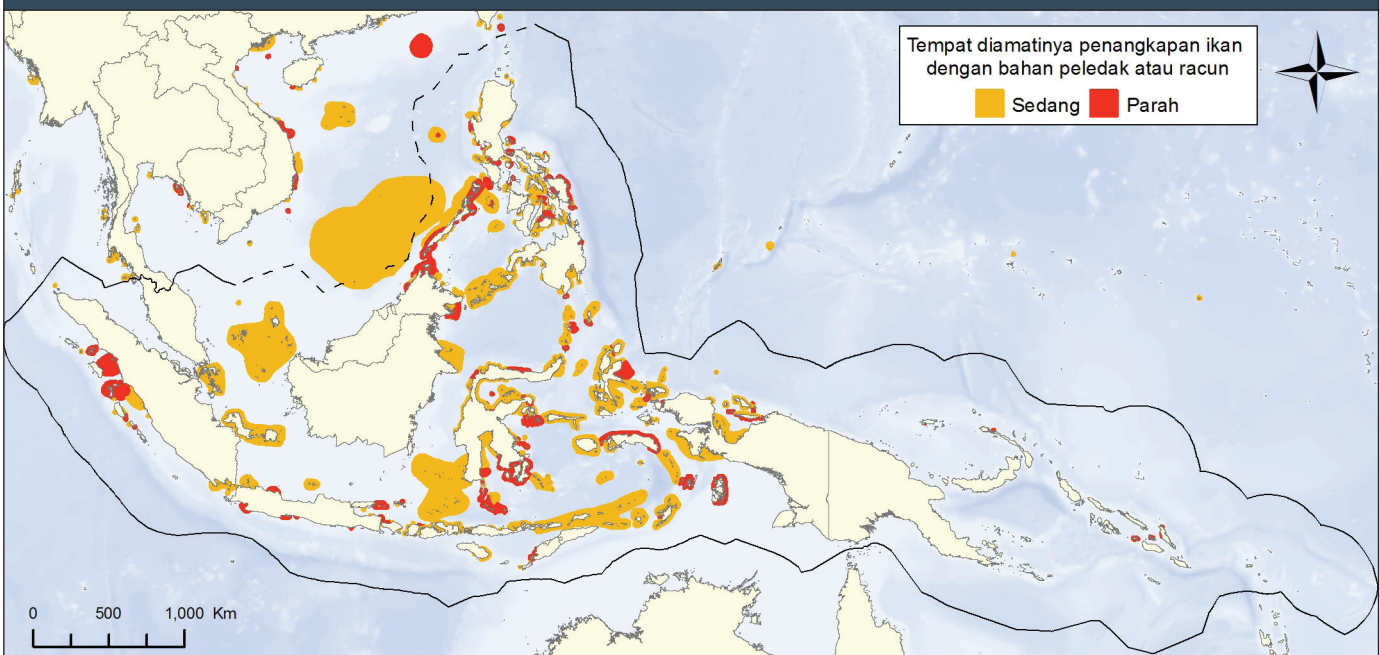 Tempat diamatinya penangkapan ikan
dengan bahan peledak atau racun
Sedang Parah
0 500 1,000 Km